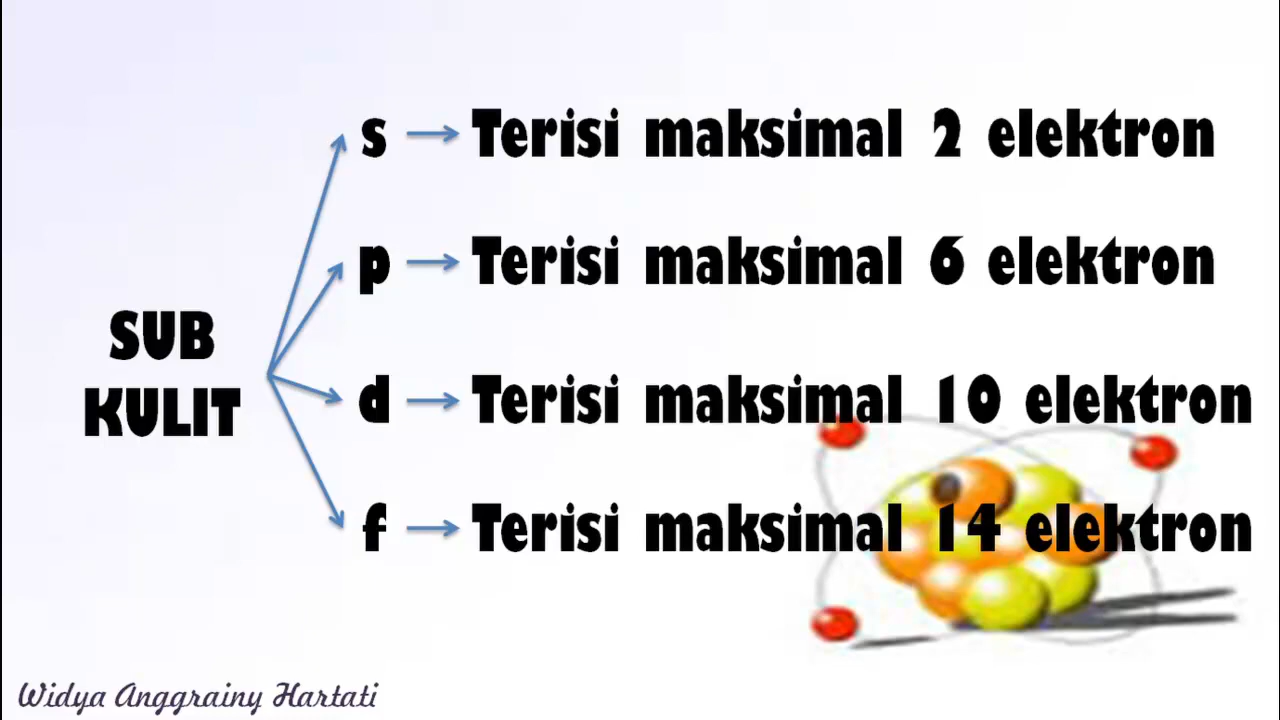 s → Terisi maksimal 2 elektron
p → Terisi maksimal 6 elektron
SUB
KULIT
d → Terisi maksimal 10 elektron
f → Terisi maksimal 14 elektron
Widya Anggrainy Hartati